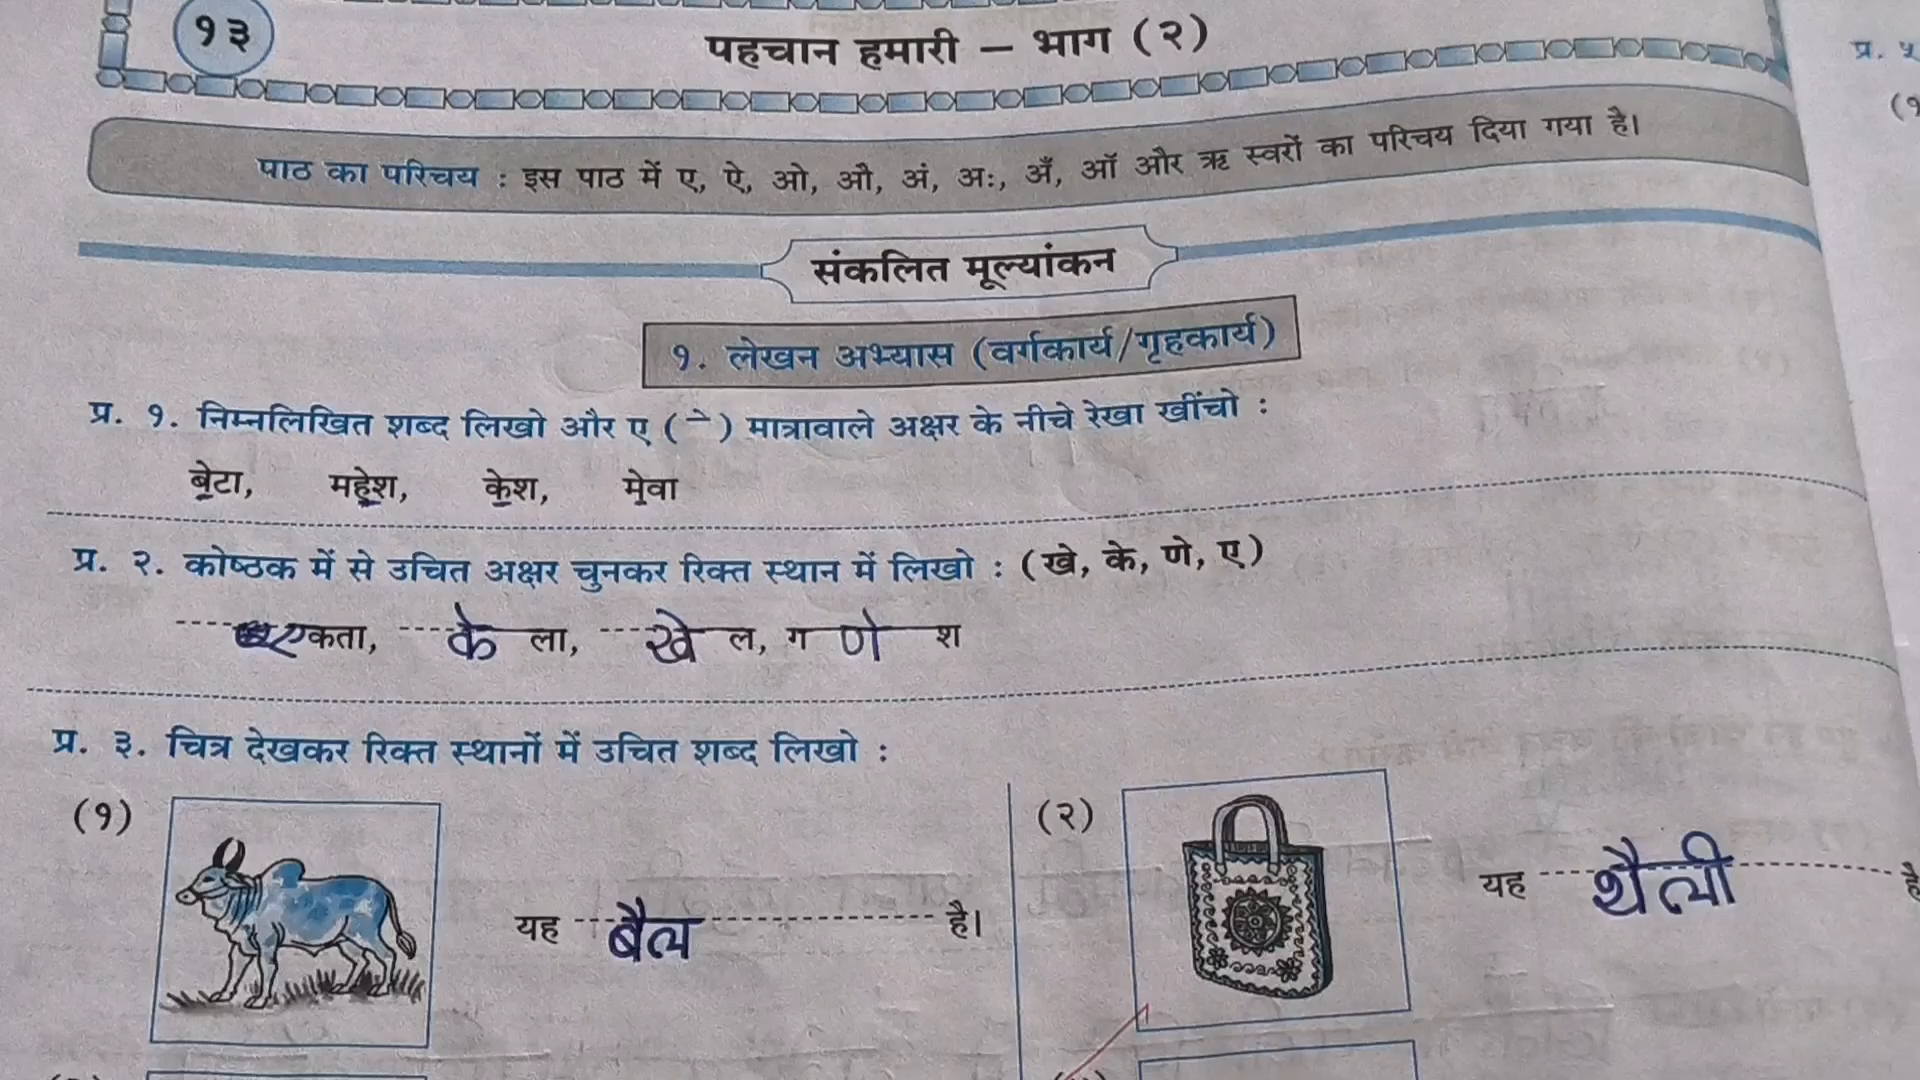 १३
पहचान हमारी – भाग (२)
पाठ का परिचय : इस पाठ में ए, ऐ, ओ, औ, अं, अः, अँ, ऑ और ऋ स्वरों का परिचय दिया गया है।
संकलित मूल्यांकन
१. लेखन अभ्यास (वर्गकार्य/गृहकार्य)
प्र. १. निम्नलिखित शब्द लिखो और ए (े) मात्रावाले अक्षर के नीचे रेखा खींचो :
बेटा, महेश, केश, मेवा
प्र. २. कोष्ठक में से उचित अक्षर चुनकर रिक्त स्थान में लिखो : (खे, के, णे, ए)
एकता, के ला, खे ल, ग णे श
प्र. ३. चित्र देखकर रिक्त स्थानों में उचित शब्द लिखो :
(१) यह बैल है।
(२) यह थैली है
प्र. ५
(१